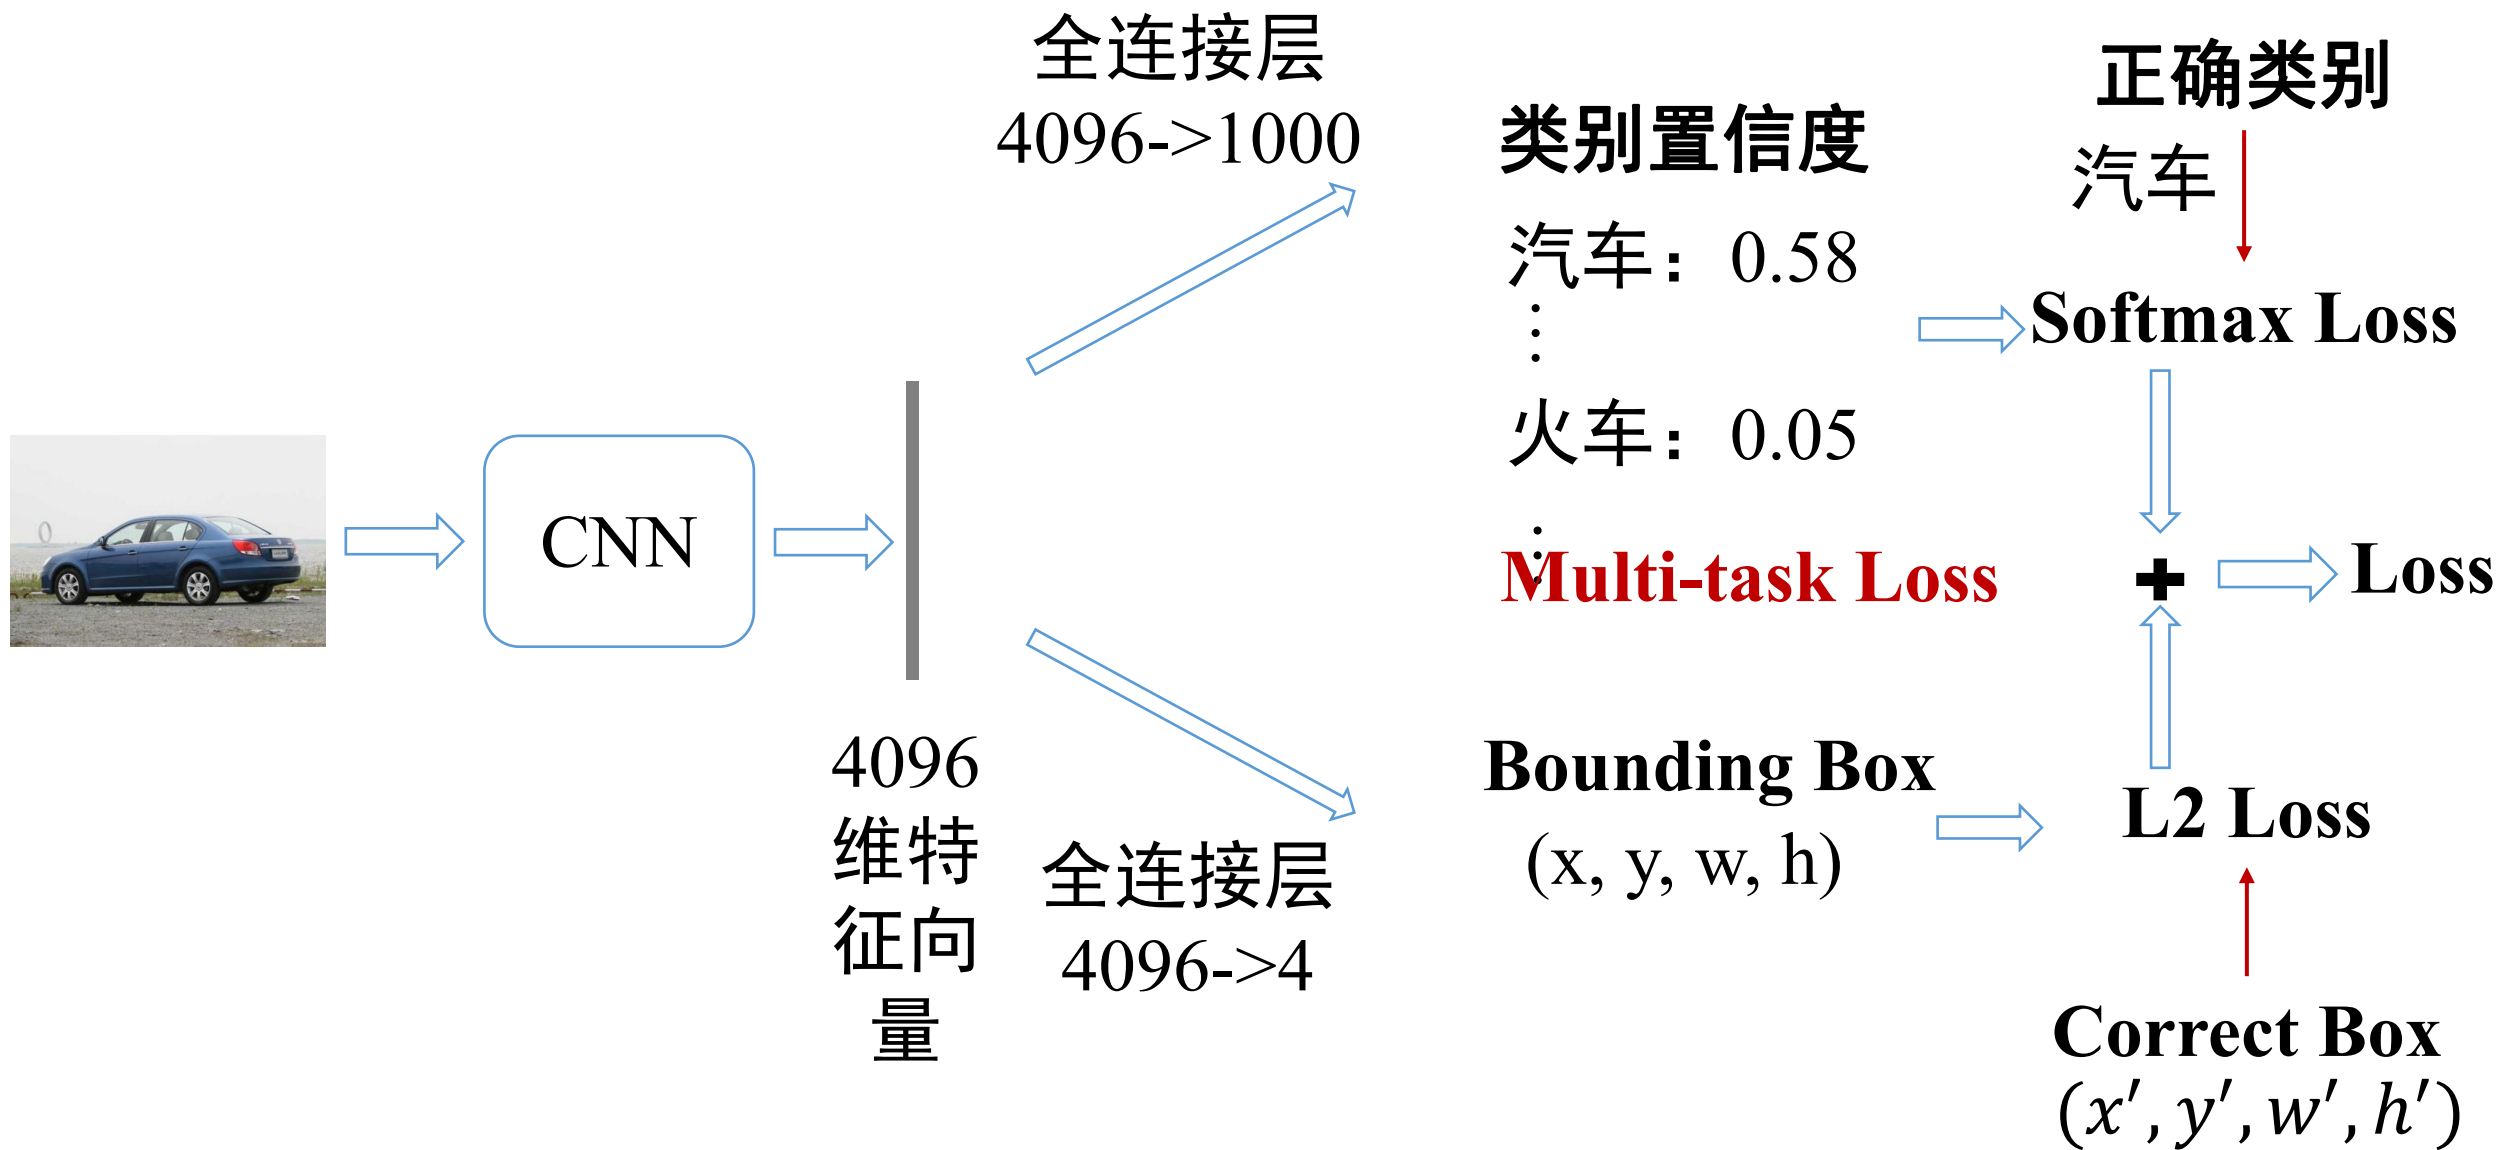 全连接层
4096->1000
类别置信度
汽车：0.58
⋮
火车：0.05
⋮
正确类别
汽车
Softmax Loss
CNN
Multi-task Loss
+
Loss
4096
维特
征向
量
全连接层
4096->4
Bounding Box
(x, y, w, h)
L2 Loss
Correct Box
(x′, y′, w′, h′)